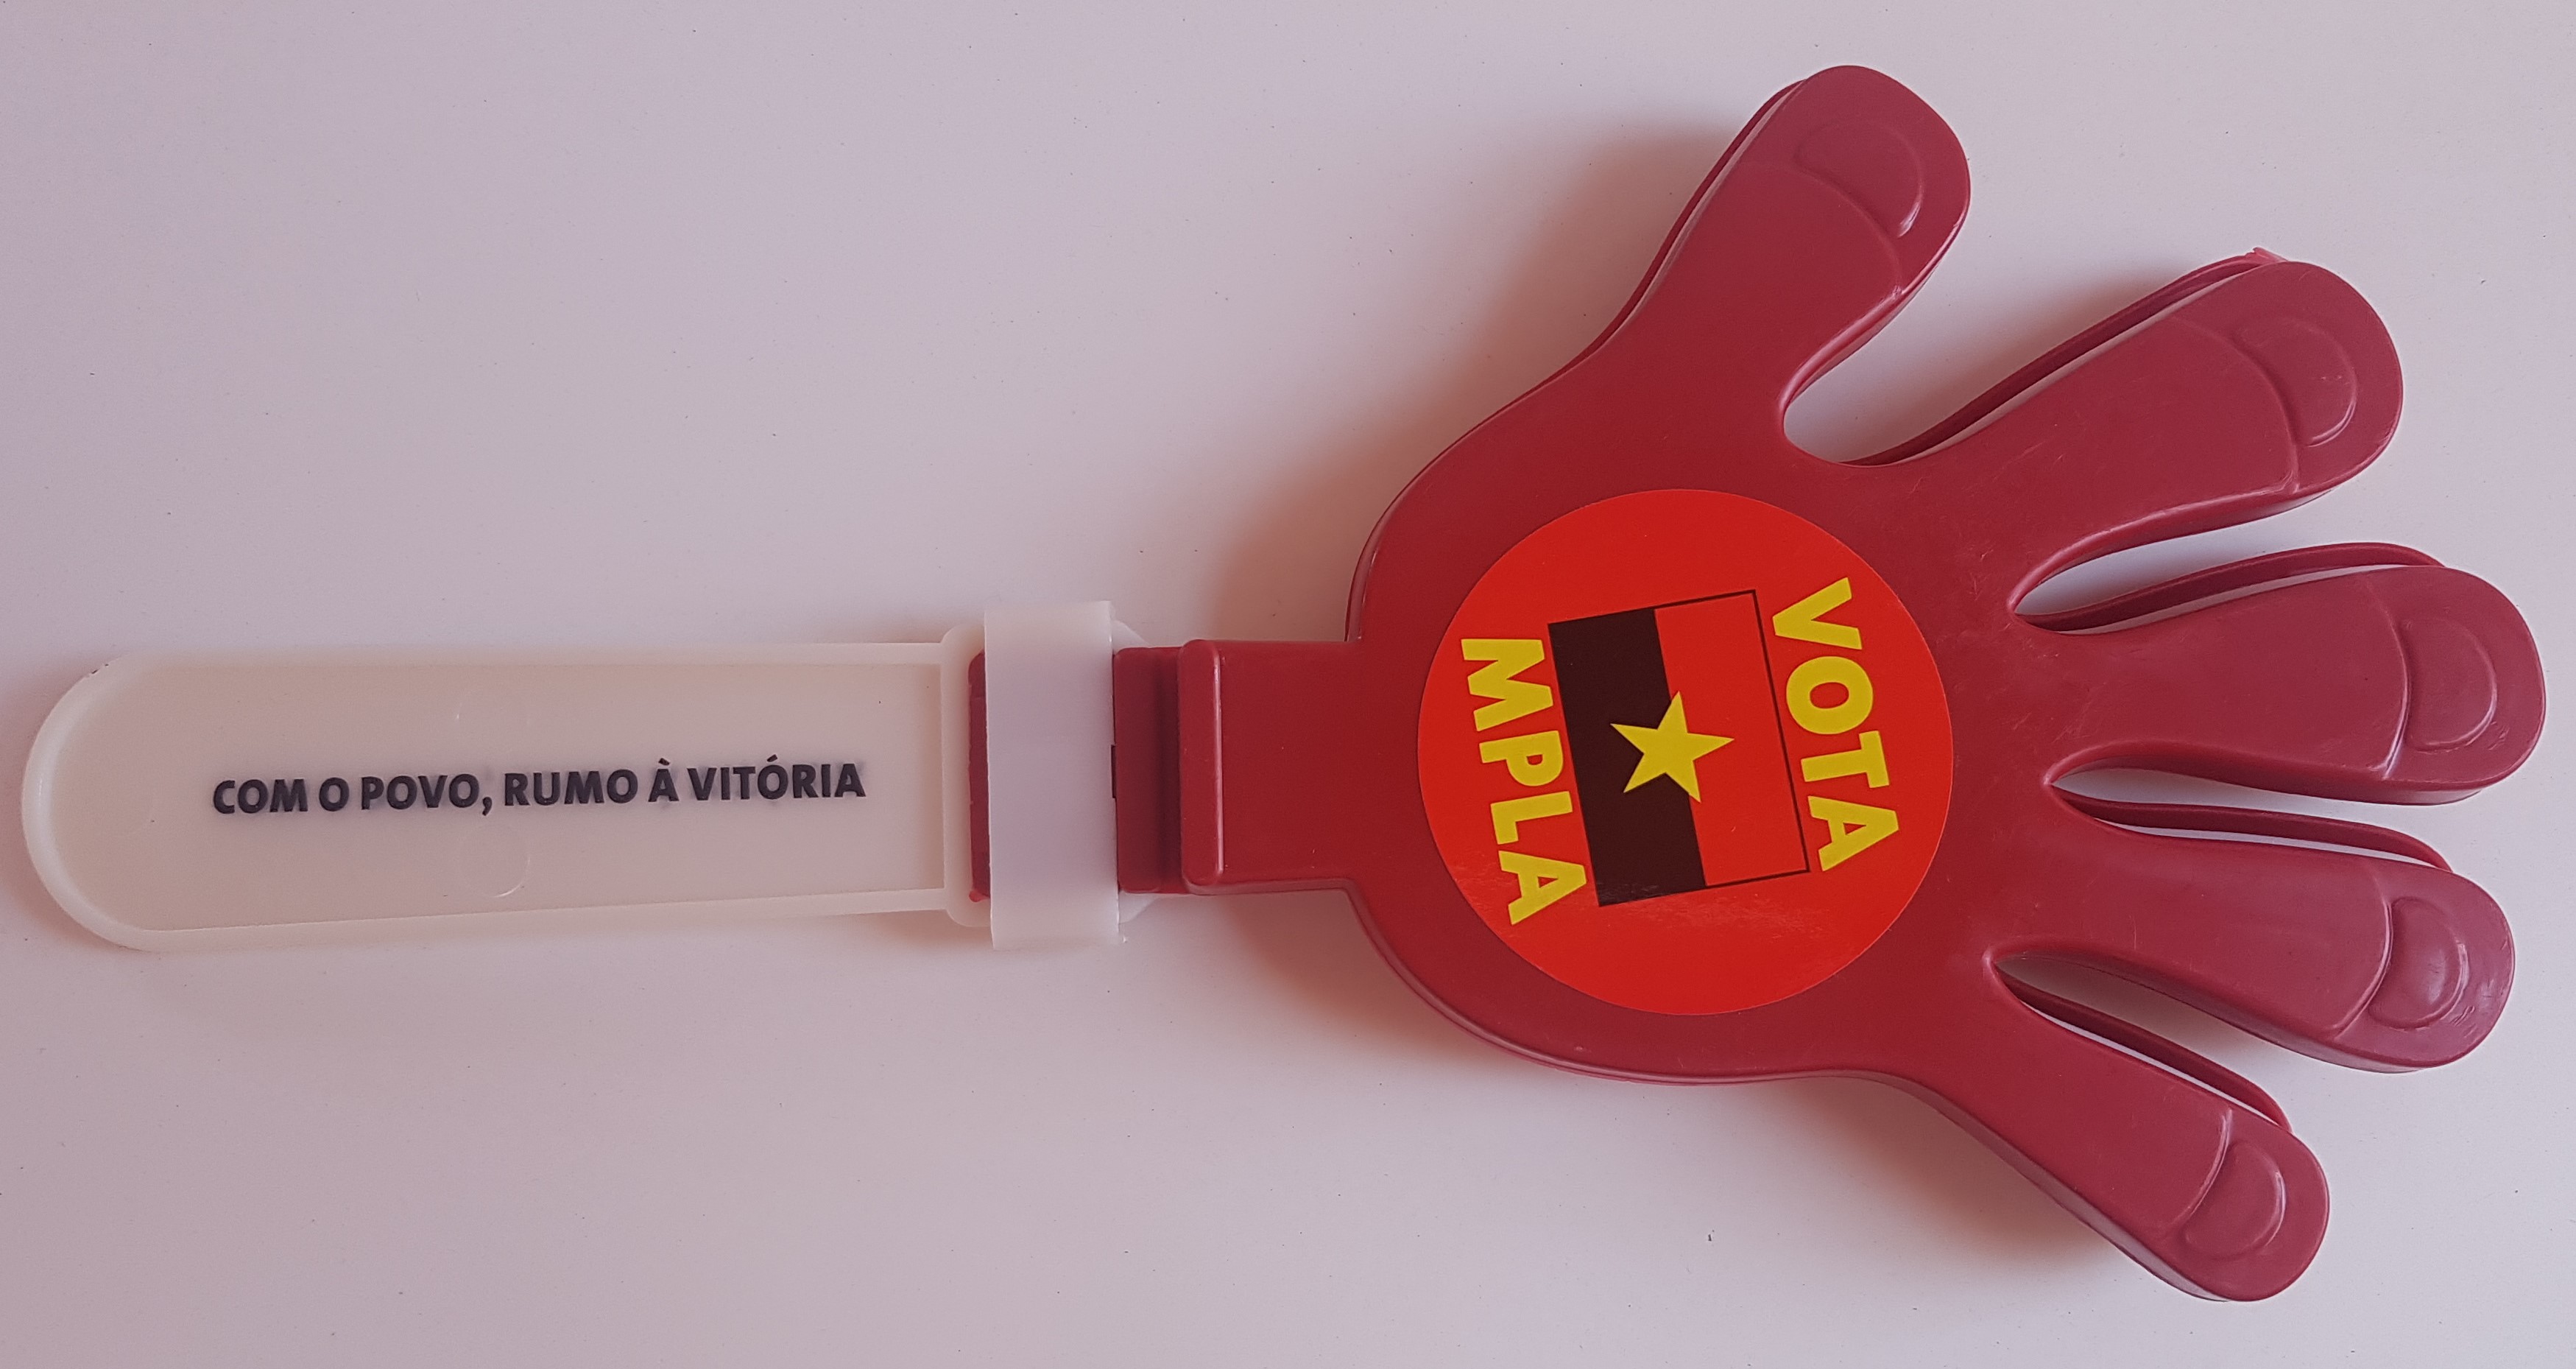 COM O POVO, RUMO À VITÓRIA
VOTA
MPLA